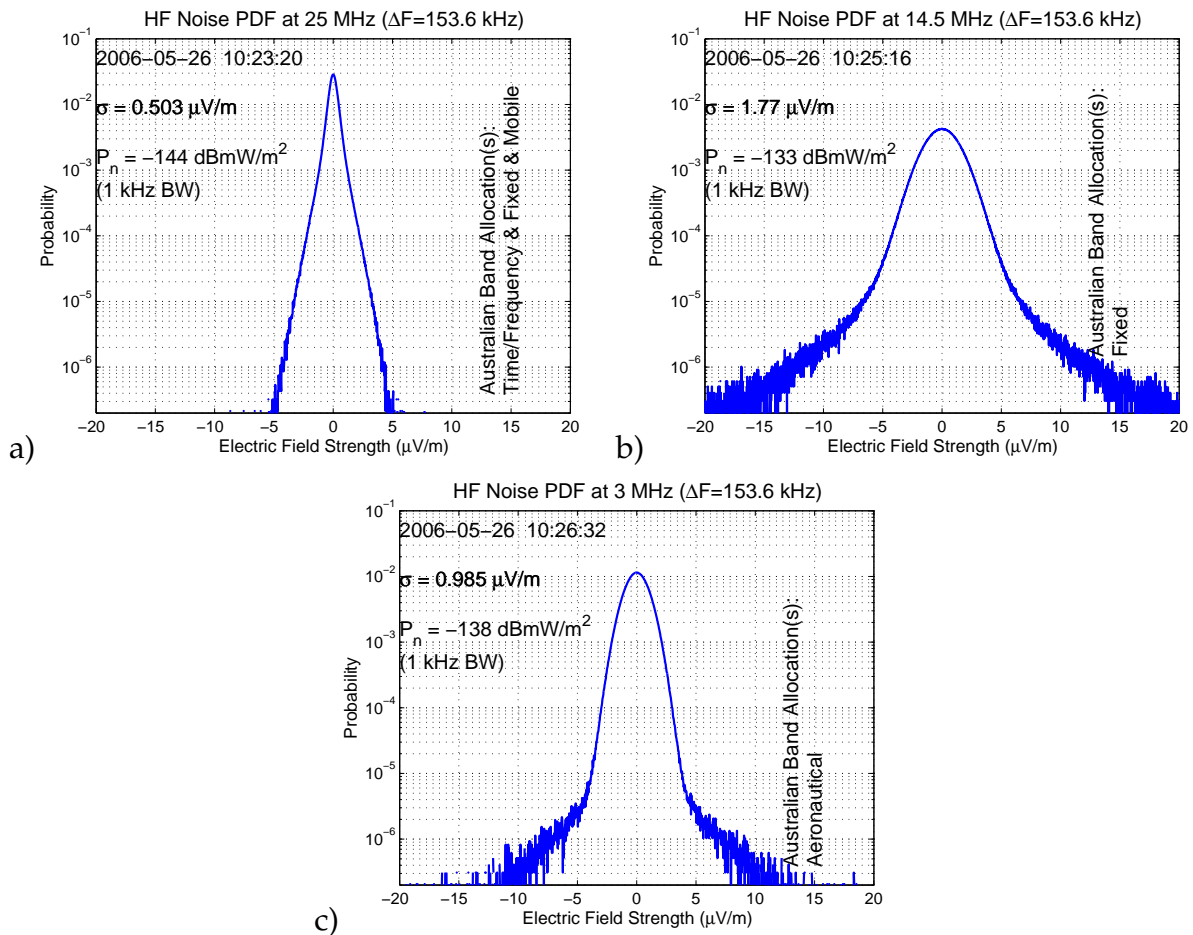 HF Noise PDF at 25 MHz (ΔF=153.6 kHz)
10⁻¹
10⁻²
10⁻³
10⁻⁴
10⁻⁵
10⁻⁶
Probability
2006−05−26 10:23:20
σ = 0.503 μV/m
Pₙ = −144 dBmW/m²
(1 kHz BW)
Australian Band Allocation(s):
Time/Frequency & Fixed & Mobile
−20 −15 −10 −5 0 5 10 15 20
Electric Field Strength (μV/m)
a)
HF Noise PDF at 14.5 MHz (ΔF=153.6 kHz)
10⁻¹
10⁻²
10⁻³
10⁻⁴
10⁻⁵
10⁻⁶
Probability
2006−05−26 10:25:16
σ = 1.77 μV/m
Pₙ = −133 dBmW/m²
(1 kHz BW)
Australian Band Allocation(s):
Fixed
−20 −15 −10 −5 0 5 10 15 20
Electric Field Strength (μV/m)
b)
HF Noise PDF at 3 MHz (ΔF=153.6 kHz)
10⁻¹
10⁻²
10⁻³
10⁻⁴
10⁻⁵
10⁻⁶
Probability
2006−05−26 10:26:32
σ = 0.985 μV/m
Pₙ = −138 dBmW/m²
(1 kHz BW)
Australian Band Allocation(s):
Aeronautical
−20 −15 −10 −5 0 5 10 15 20
Electric Field Strength (μV/m)
c)